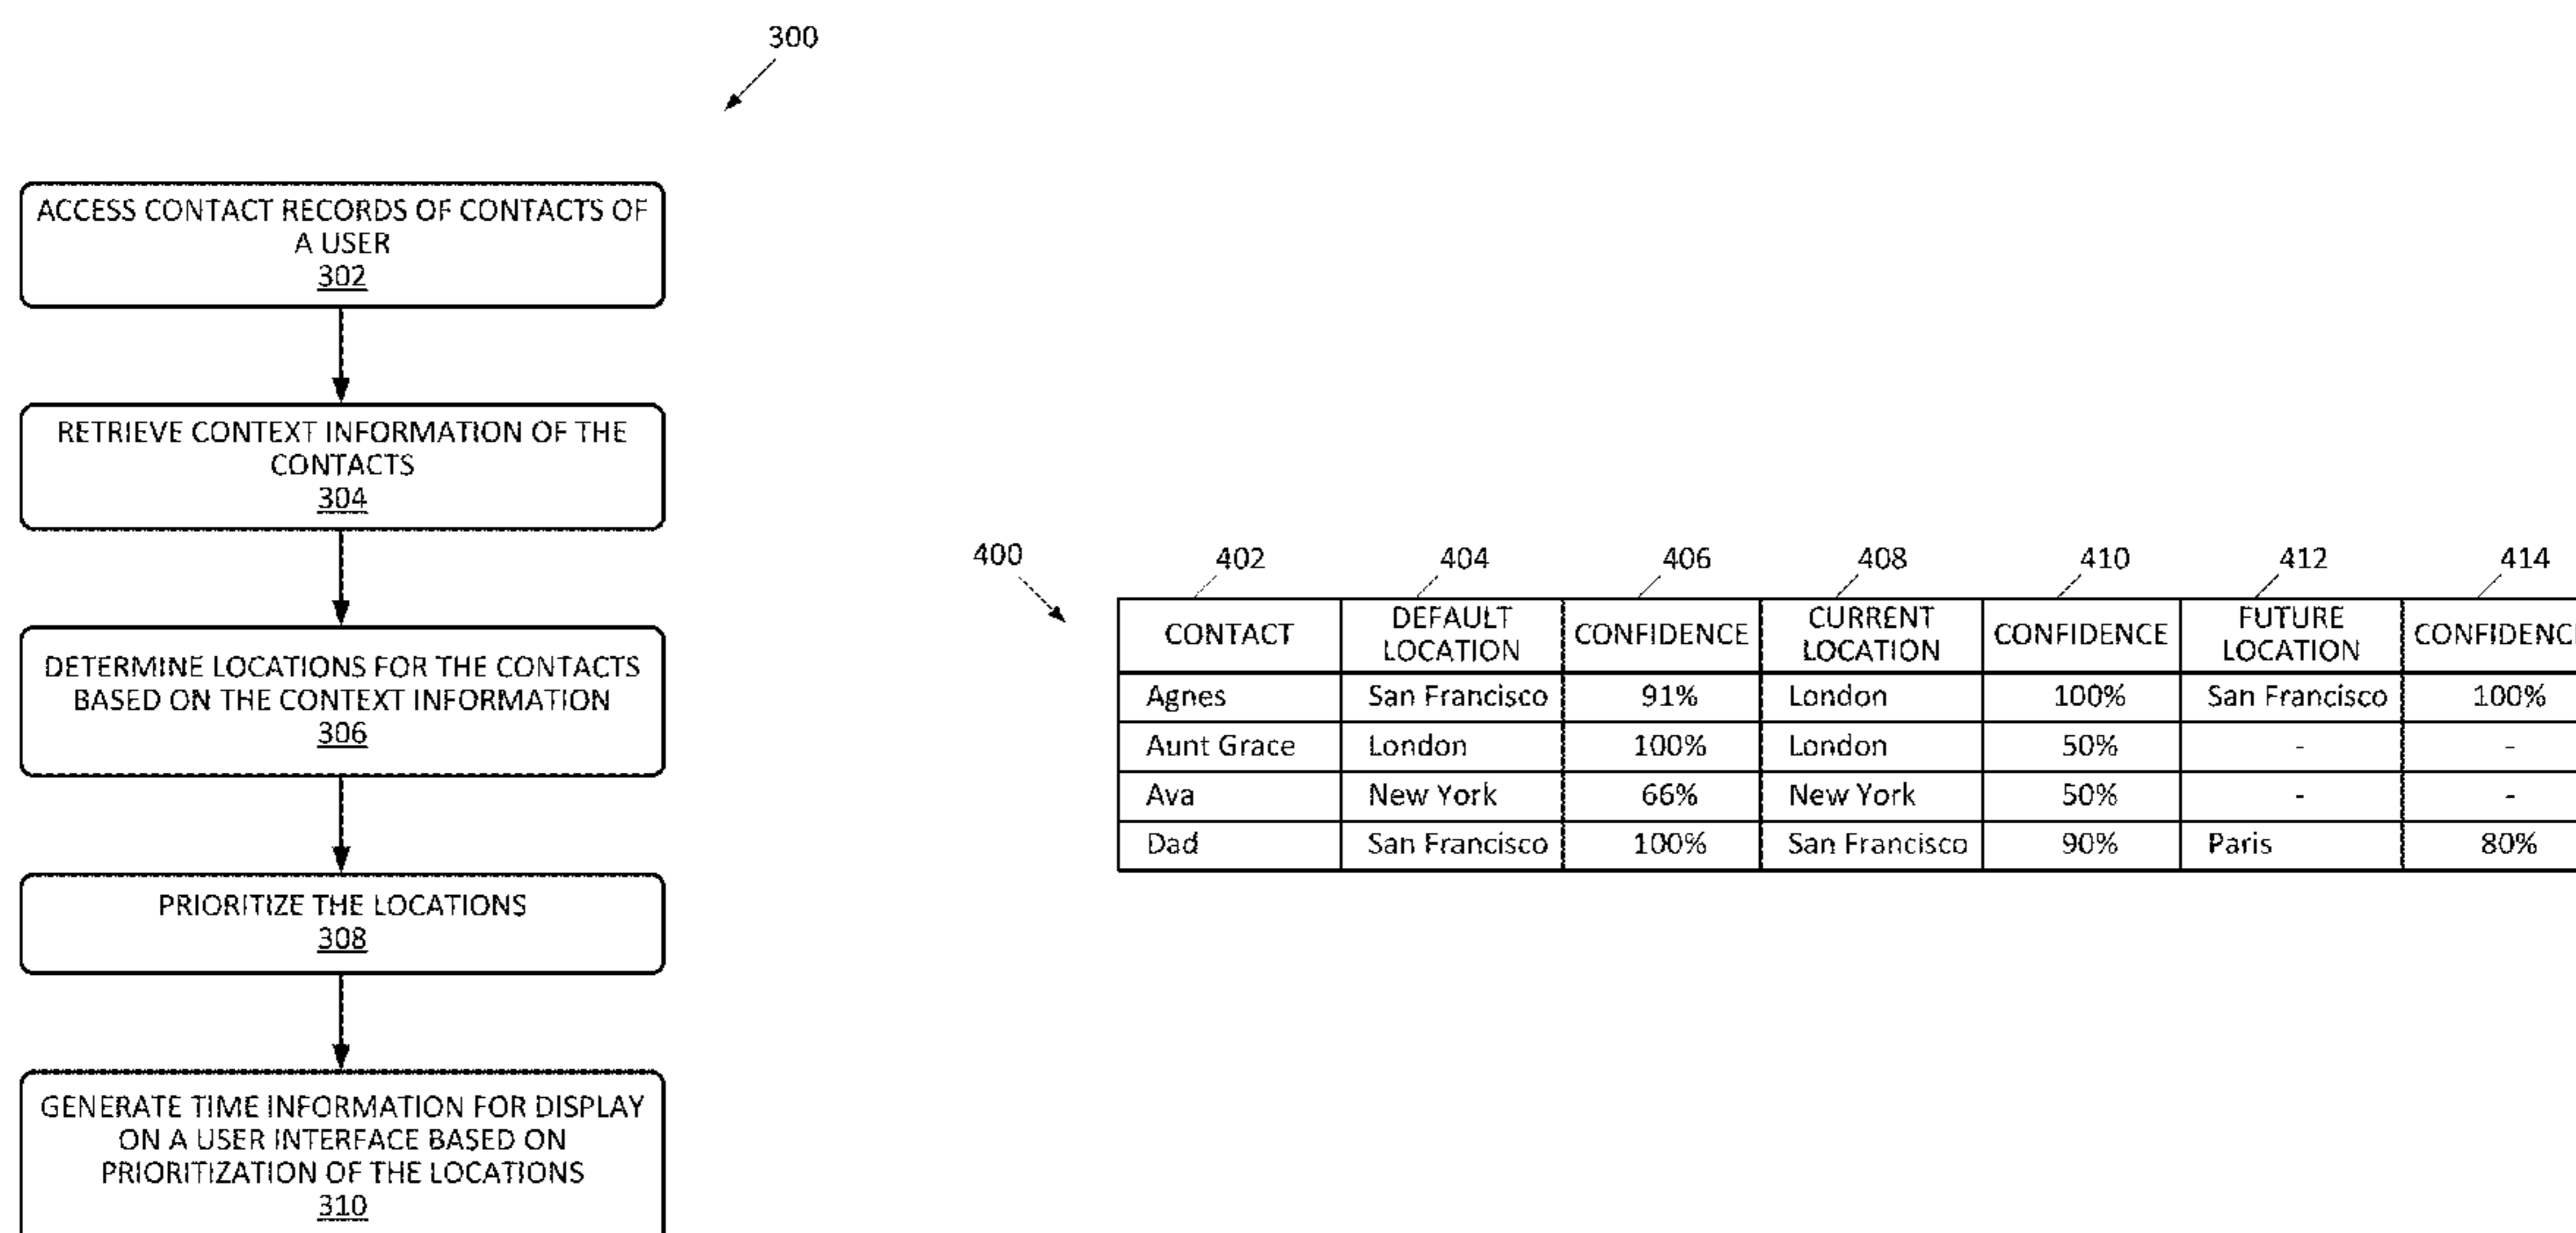 300
ACCESS CONTACT RECORDS OF CONTACTS OF
A USER
302
RETRIEVE CONTEXT INFORMATION OF THE
CONTACTS
304
DETERMINE LOCATIONS FOR THE CONTACTS
BASED ON THE CONTEXT INFORMATION
306
PRIORITIZE THE LOCATIONS
308
GENERATE TIME INFORMATION FOR DISPLAY
ON A USER INTERFACE BASED ON
PRIORITIZATION OF THE LOCATIONS
310
400 402 404 406 408 410 412 414
CONTACT DEFAULT LOCATION CONFIDENCE CURRENT LOCATION CONFIDENCE FUTURE LOCATION CONFIDENC
Agnes San Francisco 91% London 100% San Francisco 100%
Aunt Grace London 100% London 50% - -
Ava New York 66% New York 50% - -
Dad San Francisco 100% San Francisco 90% Paris 80%